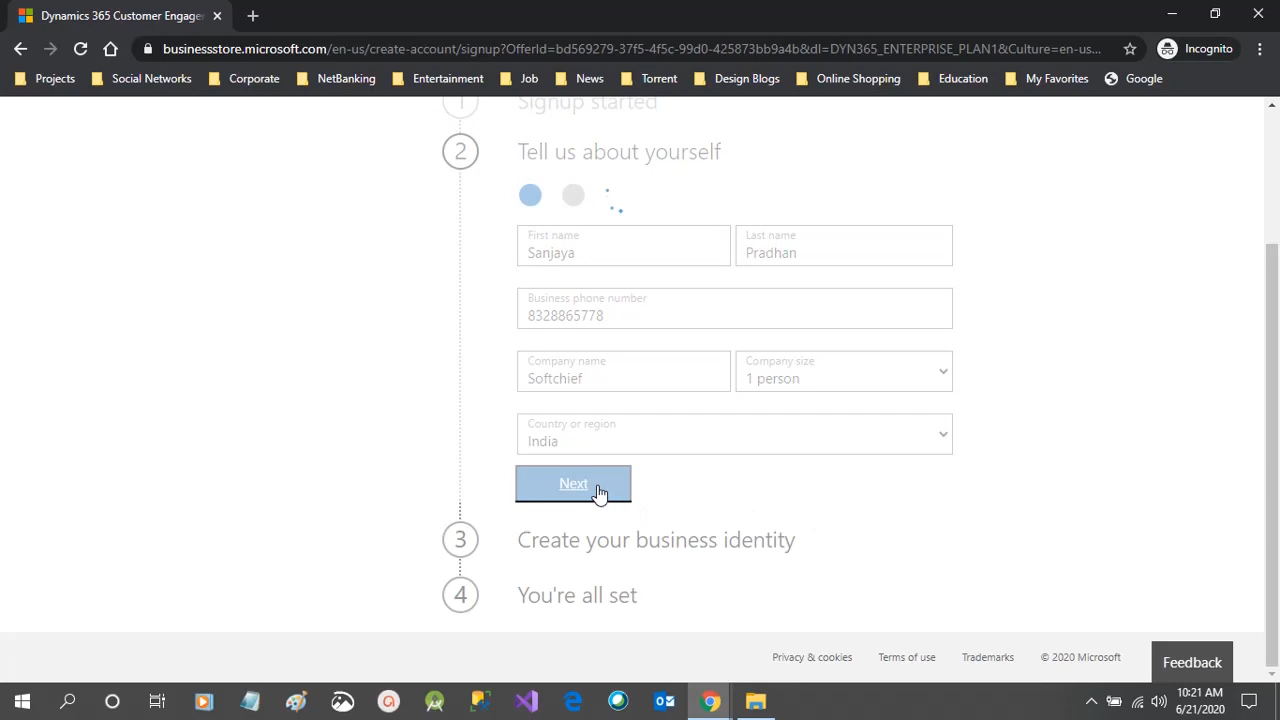 Dynamics 365 Customer Engage
businessstore.microsoft.com/en-us/create-account/signup?OfferId=bd569279-37f5-4f5c-99d0-425873bb9a4b&dl=DYN365_ENTERPRISE_PLAN1&Culture=en-us...
Incognito
Projects
Social Networks
Corporate
NetBanking
Entertainment
Job
News
Torrent
Design Blogs
Online Shopping
Education
My Favorites
Google
1 Signup started
2 Tell us about yourself
First name
Last name
Sanjaya
Pradhan
Business phone number
8328865778
Company name
Company size
Softchief
1 person
Country or region
India
Next
3 Create your business identity
4 You're all set
Privacy & cookies
Terms of use
Trademarks
© 2020 Microsoft
Feedback
10:21 AM
6/21/2020